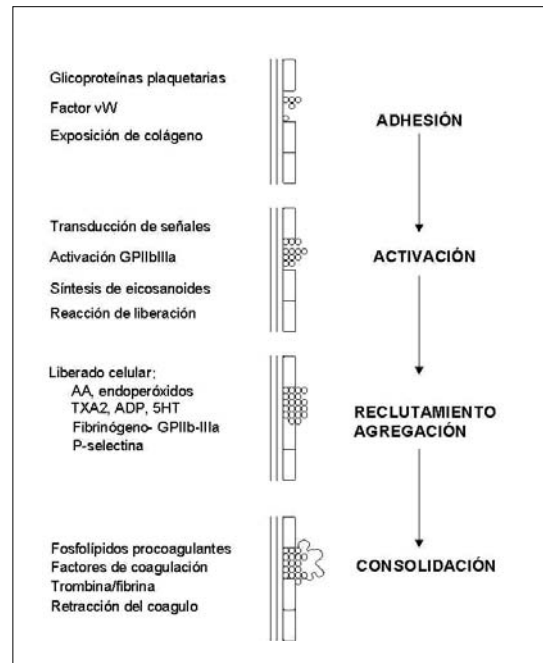 Glicoproteínas plaquetarias
Factor vW
Exposición de colágeno
ADHESIÓN
Transducción de señales
Activación GPIIbIIIa
Síntesis de eicosanoides
Reacción de liberación
ACTIVACIÓN
Liberado celular:
AA, endoperóxidos
TXA2, ADP, 5HT
Fibrinógeno- GPIIb-IIIa
P-selectina
RECLUTAMIENTO
AGREGACIÓN
Fosfolípidos procoagulantes
Factores de coagulación
Trombina/fibrina
Retracción del coagulo
CONSOLIDACIÓN